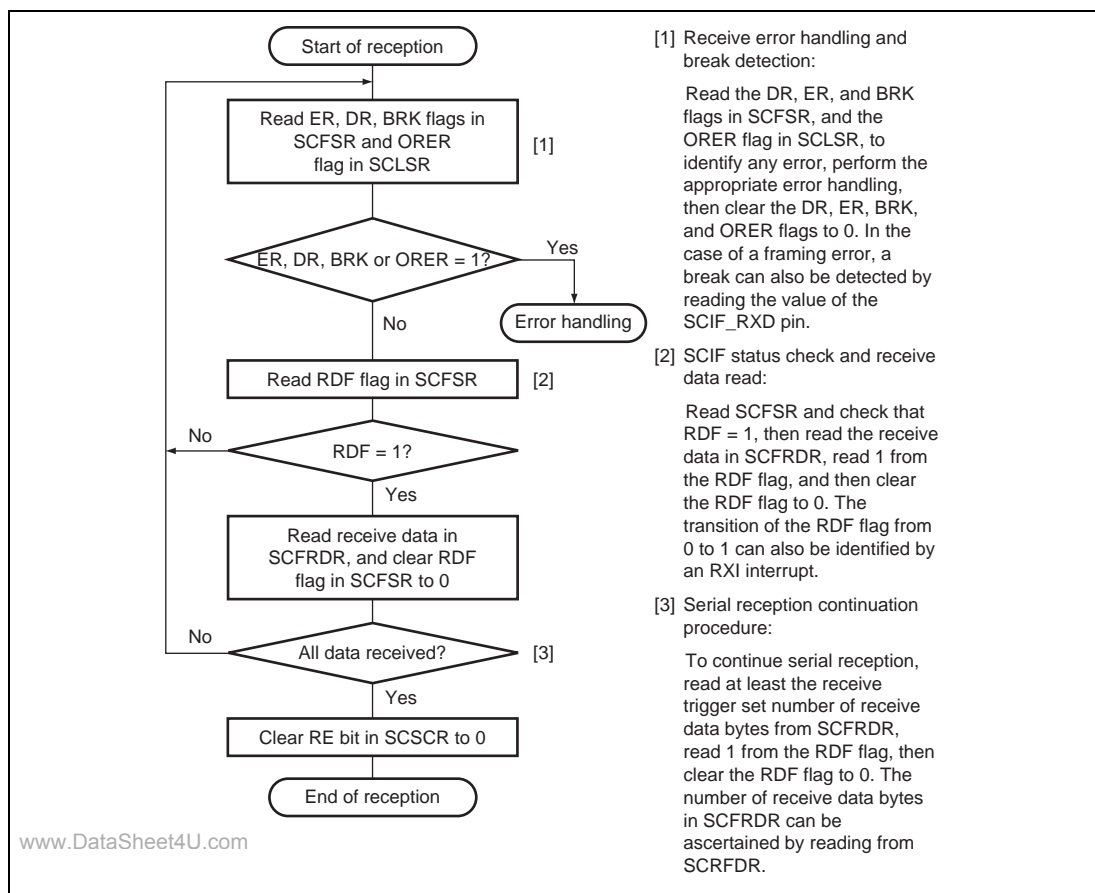 Start of reception
Read ER, DR, BRK flags in
SCFSR and ORER
flag in SCLSR
[1]
ER, DR, BRK or ORER = 1?
Yes
Error handling
No
Read RDF flag in SCFSR
[2]
No
RDF = 1?
Yes
Read receive data in
SCFRDR, and clear RDF
flag in SCFSR to 0
No
All data received?
[3]
Yes
Clear RE bit in SCSCR to 0
End of reception
[1] Receive error handling and
break detection:
Read the DR, ER, and BRK
flags in SCFSR, and the
ORER flag in SCLSR, to
identify any error, perform the
appropriate error handling,
then clear the DR, ER, BRK,
and ORER flags to 0. In the
case of a framing error, a
break can also be detected by
reading the value of the
SCIF_RXD pin.
[2] SCIF status check and receive
data read:
Read SCFSR and check that
RDF = 1, then read the receive
data in SCFRDR, read 1 from
the RDF flag, and then clear
the RDF flag to 0. The
transition of the RDF flag from
0 to 1 can also be identified by
an RXI interrupt.
[3] Serial reception continuation
procedure:
To continue serial reception,
read at least the receive
trigger set number of receive
data bytes from SCFRDR,
read 1 from the RDF flag, then
clear the RDF flag to 0. The
number of receive data bytes
in SCFRDR can be
ascertained by reading from
SCRFDR.
www.DataSheet4U.com